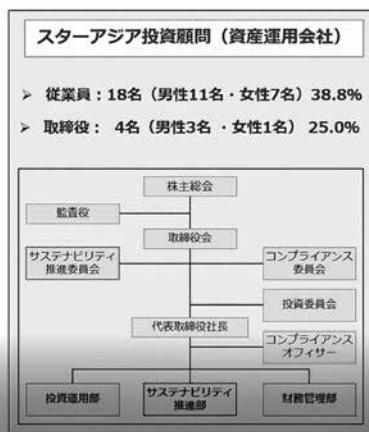 スターアジア投資顧問（資産運用会社）
➢ 従業員：18名（男性11名・女性7名）38.8%
➢ 取締役： 4名（男性3名 ・女性1名） 25.0%
株主総会
監査役
取締役会
サステナビリティ
推進委員会
コンプライアンス
委員会
投資委員会
代表取締役社長
コンプライアンス
オフィサー
投資運用部
サステナビリティ
推進部
財務管理部